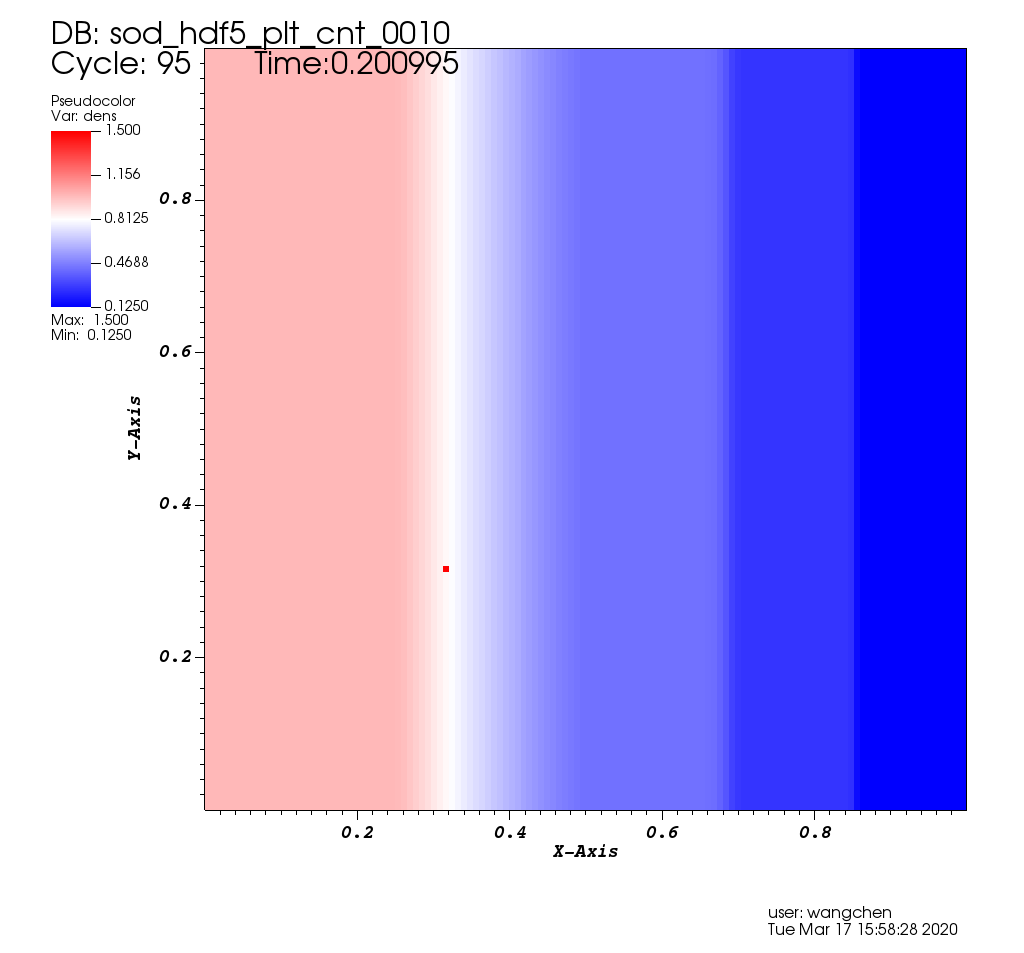 DB: sod_hdf5_plt_cnt_0010
Cycle: 95 Time:0.200995
Pseudocolor
Var: dens
1.500
1.156
0.8125
0.4688
0.1250
Max: 1.500
Min: 0.1250
0.8
0.6
Y-Axis
0.4
0.2
0.2 0.4 0.6 0.8
X-Axis
user: wangchen
Tue Mar 17 15:58:28 2020